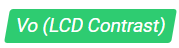 Vo (LCD Contrast)